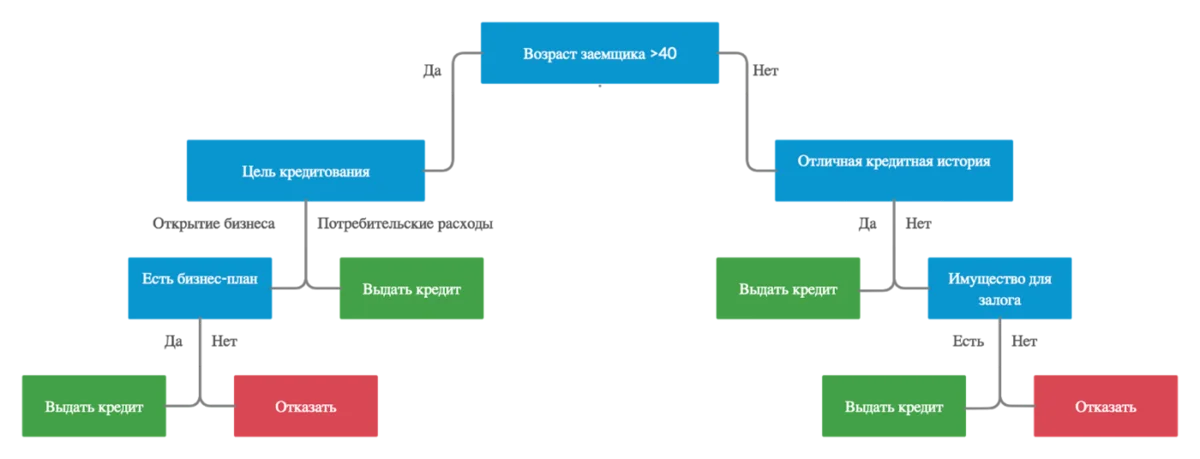 Возраст заемщика >40
Да
Нет
Цель кредитования
Отличная кредитная история
Открытие бизнеса
Потребительские расходы
Да
Нет
Есть бизнес-план
Выдать кредит
Выдать кредит
Имущество для
залога
Да
Нет
Есть
Нет
Выдать кредит
Отказать
Выдать кредит
Отказать